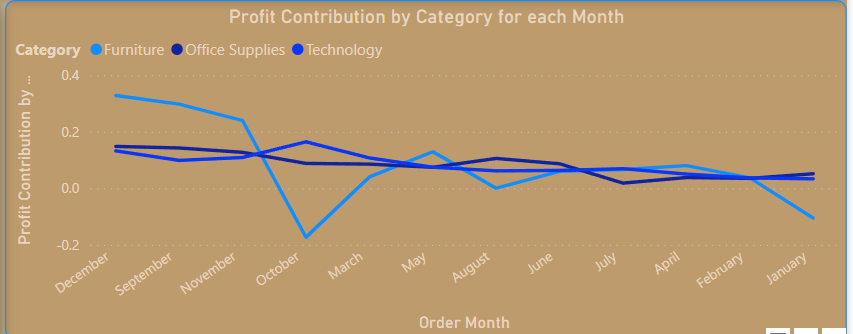 Profit Contribution by Category for each Month
Category Furniture Office Supplies Technology
Profit Contribution by ...
0.4
0.2
0.0
-0.2
December September November October March May August June July April February January
Order Month